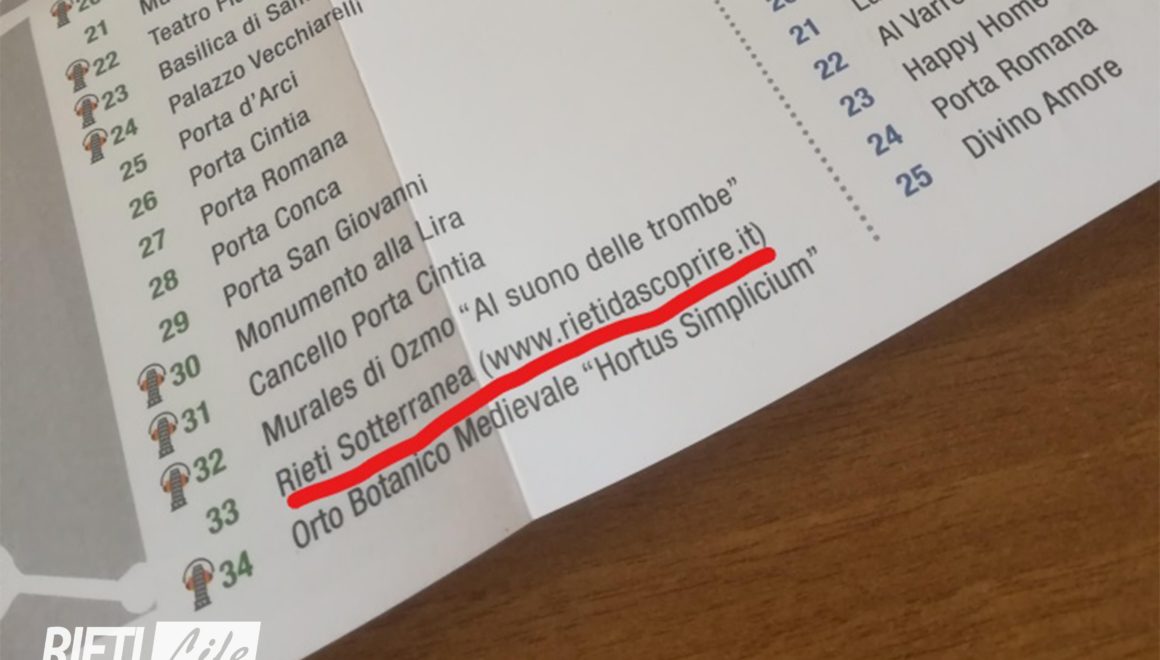 20
21
22 Teatro
23 Basilica di San
24 Palazzo Vecchiarelli
25 Porta d'Arci
26 Porta Cintia
27 Porta Romana
28 Porta Conca
29 Porta San Giovanni
30 Monumento alla Lira
31 Cancello Porta Cintia
32 Murales di Ozmo “Al suono delle trombe”
33 Rieti Sotterranea (www.rietidascoprire.it)
34 Orto Botanico Medievale “Hortus Simplicium”
20
21
22 Al
23 Happy Home
24 Porta Romana
25 Divino Amore
RIETI Life